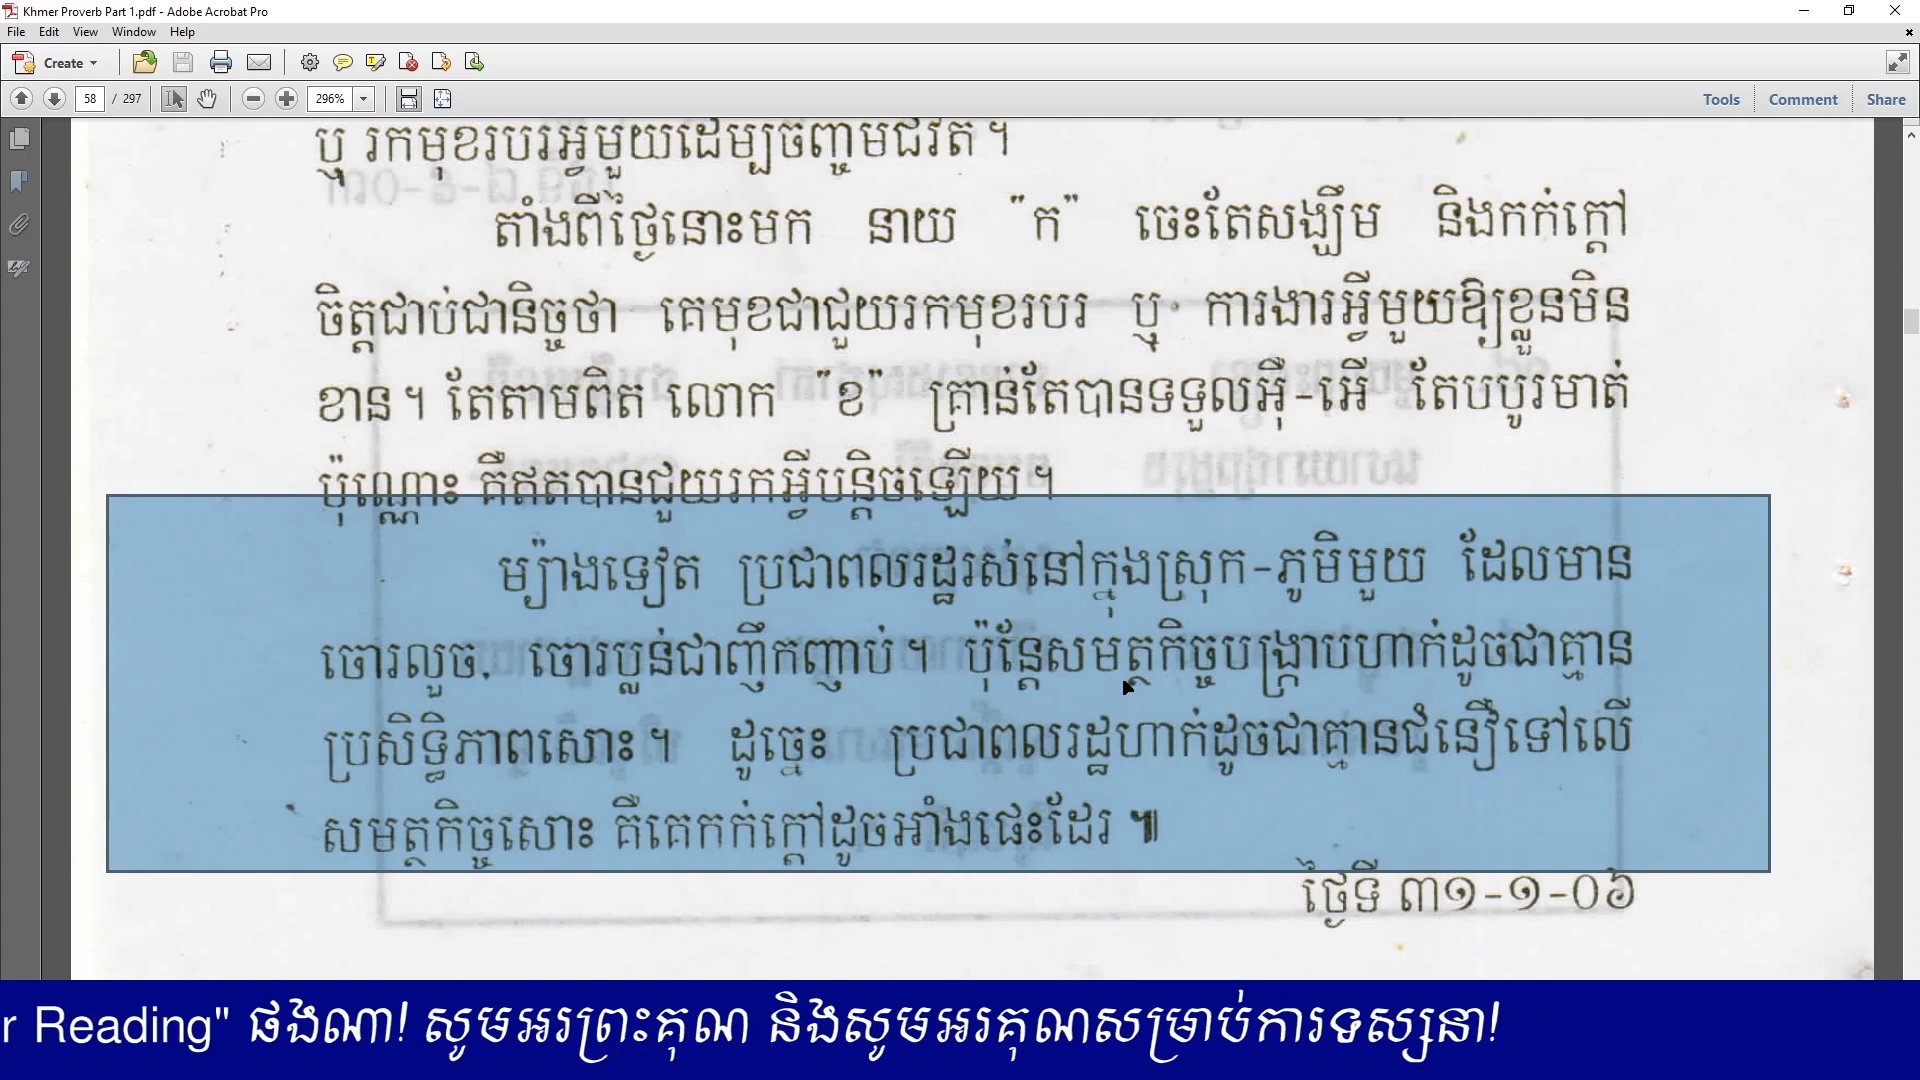 Khmer Proverb Part 1.pdf - Adobe Acrobat Pro
File Edit View Window Help
Create
58 / 297 296% Tools Comment Share
ឬ រកមុខរបរអ្វីមួយដើម្បីចិញ្ចឹមជីវិត។
តាំងពីថ្ងៃនោះមក នាយ "ក" ចេះតែសង្ឃឹម និងកក់ក្ដៅ
ចិត្តជាប់ជានិច្ចថា គេមុខជាជួយរកមុខរបរ ឬ ការងារអ្វីមួយឱ្យខ្លួនមិន
ខាន។ តែតាមពិត លោក "ខ" គ្រាន់តែបានទទួលអ៊ឺ-អើ តែបបូរមាត់
ប៉ុណ្ណោះ គឺឥតបានជួយរកអ្វីបន្តិចឡើយ។
ម្យ៉ាងទៀត ប្រជាពលរដ្ឋរស់នៅក្នុងស្រុក-ភូមិមួយ ដែលមាន
ចោរលួច, ចោរប្លន់ជាញឹកញាប់។ ប៉ុន្តែសមត្ថកិច្ចបង្ក្រាបហាក់ដូចជាគ្មាន
ប្រសិទ្ធិភាពសោះ។ ដូច្នេះ ប្រជាពលរដ្ឋហាក់ដូចជាគ្មានជំនឿទៅលើ
សមត្ថកិច្ចសោះ គឺគេកក់ក្ដៅដូចអាំងផេះដែរ ៕
ថ្ងៃទី ៣១-១-០៦
r Reading" ផងណា! សូមអរព្រះគុណ និងសូមអរគុណសម្រាប់ការទស្សនា!